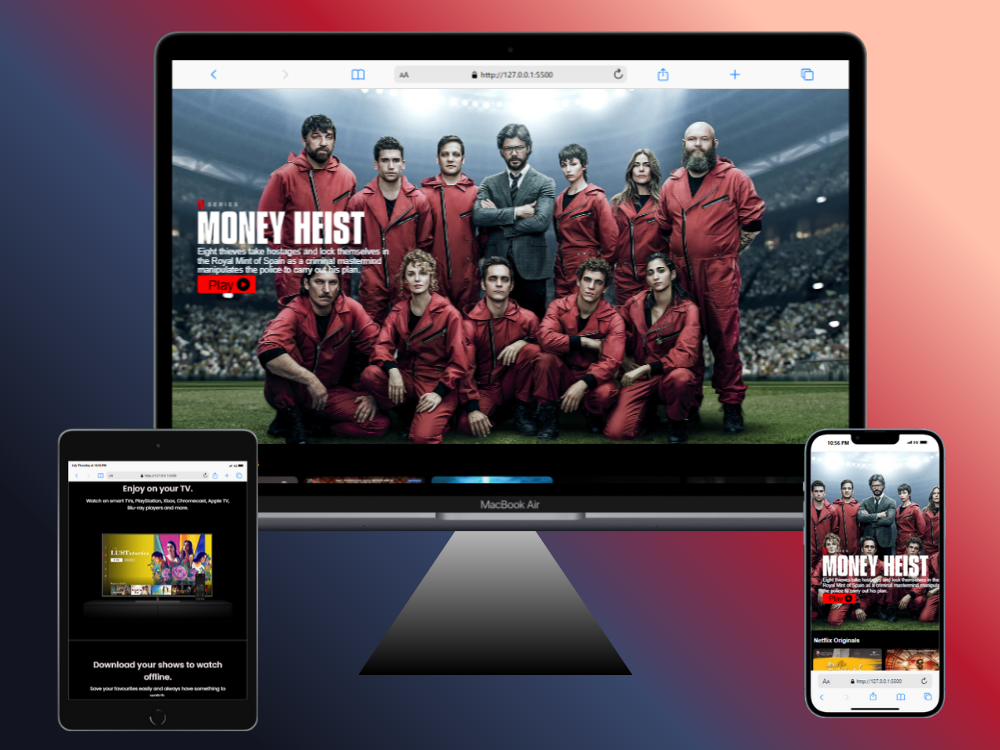 AA http://127.0.0.1:5500
N SERIES
MONEY HEIST
Eight thieves take hostages and lock themselves in
the Royal Mint of Spain as a criminal mastermind
manipulates the police to carry out his plan.
Play
MacBook Air
Enjoy on your TV.
Watch on smart TVs, PlayStation, Xbox, Chromecast, Apple TV,
Blu-ray players and more.
Download your shows to watch
offline.
Save your favourites easily and always have something to
10:56 PM
MONEY HEIST
Eight thieves take hostages and lock themselves in the
Royal Mint of Spain as a criminal mastermind manipula
the police to carry out his plan.
Play
Netflix Originals
AA http://127.0.0.1:5500